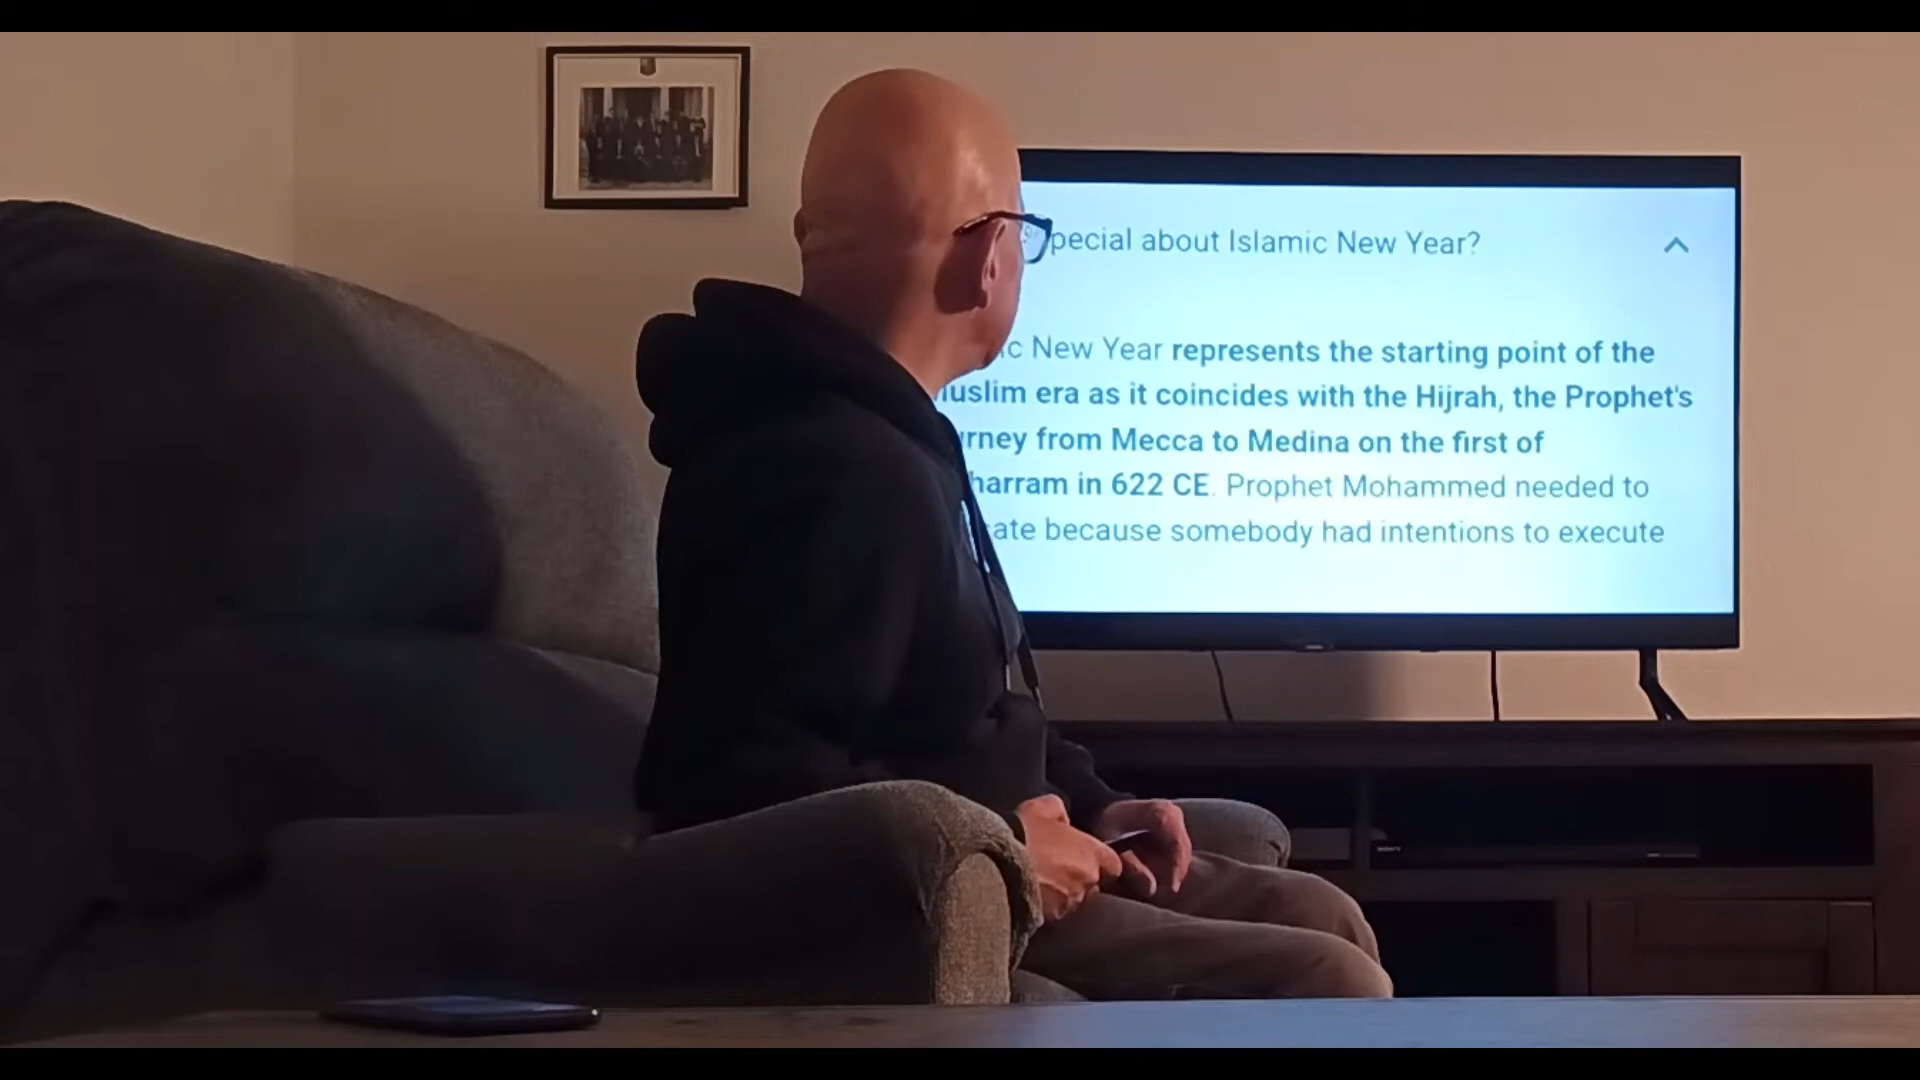 pecial about Islamic New Year?
c New Year represents the starting point of the
uslim era as it coincides with the Hijrah, the Prophet's
rney from Mecca to Medina on the first of
harram in 622 CE. Prophet Mohammed needed to
ate because somebody had intentions to execute
SONY